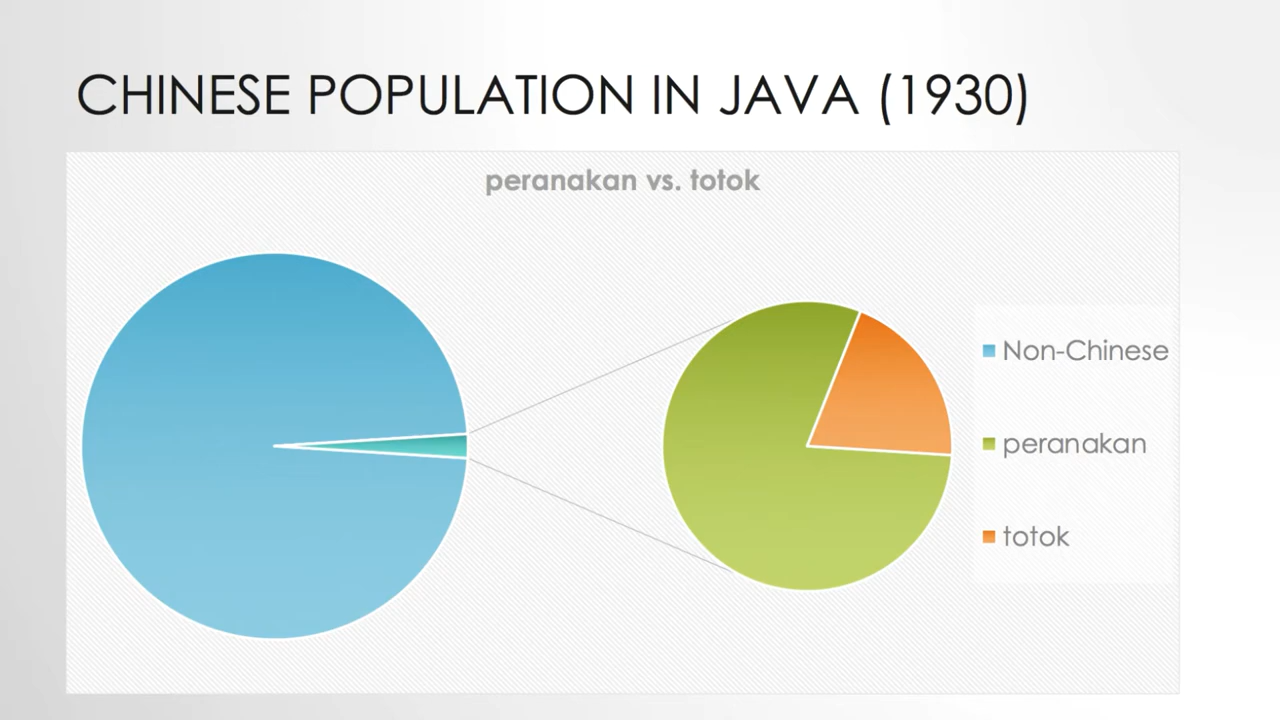 CHINESE POPULATION IN JAVA (1930)
peranakan vs. totok
Non-Chinese
peranakan
totok